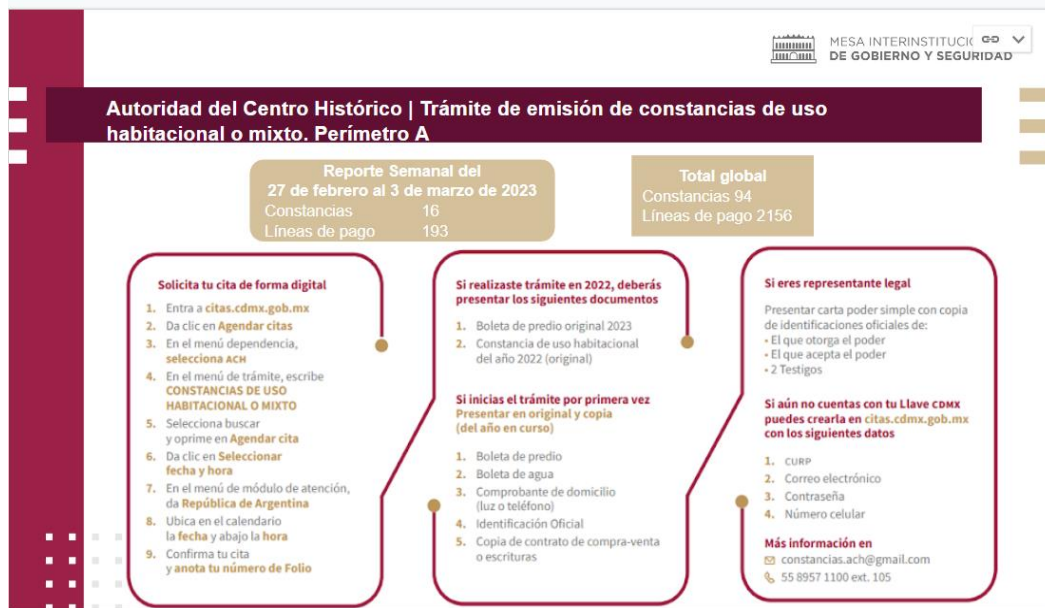 MESA INTERINSTITUCI
DE GOBIERNO Y SEGURIDAD
Autoridad del Centro Histórico | Trámite de emisión de constancias de uso
habitacional o mixto. Perímetro A
Reporte Semanal del
27 de febrero al 3 de marzo de 2023
Constancias 16
Líneas de pago 193
Total global
Constancias 94
Líneas de pago 2156
Solicita tu cita de forma digital
1. Entra a citas.cdmx.gob.mx
2. Da clic en Agendar citas
3. En el menú dependencia,
selecciona ACH
4. En el menú de trámite, escribe
CONSTANCIAS DE USO
HABITACIONAL O MIXTO
5. Selecciona buscar
y oprime en Agendar cita
6. Da clic en Seleccionar
fecha y hora
7. En el menú de módulo de atención,
da República de Argentina
8. Ubica en el calendario
la fecha y abajo la hora
9. Confirma tu cita
y anota tu número de Folio
Si realizaste trámite en 2022, deberás
presentar los siguientes documentos
1. Boleta de predio original 2023
2. Constancia de uso habitacional
del año 2022 (original)
Si inicias el trámite por primera vez
Presentar en original y copia
(del año en curso)
1. Boleta de predio
2. Boleta de agua
3. Comprobante de domicilio
(luz o teléfono)
4. Identificación Oficial
5. Copia de contrato de compra-venta
o escrituras
Si eres representante legal
Presentar carta poder simple con copia
de identificaciones oficiales de:
• El que otorga el poder
• El que acepta el poder
• 2 Testigos
Si aún no cuentas con tu Llave CDMX
puedes crearla en citas.cdmx.gob.mx
con los siguientes datos
1. CURP
2. Correo electrónico
3. Contraseña
4. Número celular
Más información en
constancias.ach@gmail.com
55 8957 1100 ext. 105